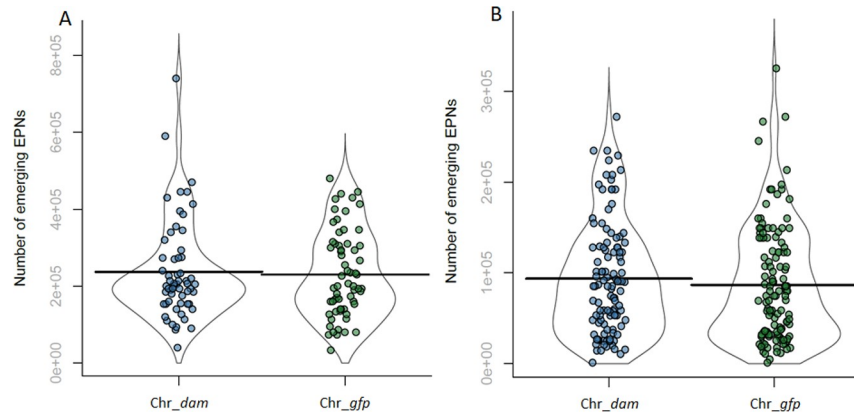 A
Number of emerging EPNs
8e+05
6e+05
4e+05
2e+05
0e+00
Chr_dam
Chr_gfp
B
Number of emerging EPNs
3e+05
2e+05
1e+05
0e+00
Chr_dam
Chr_gfp